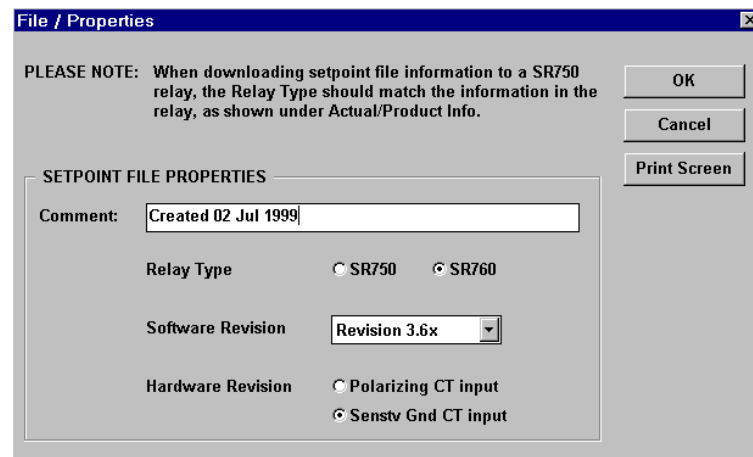 File / Properties
PLEASE NOTE: When downloading setpoint file information to a SR750
relay, the Relay Type should match the information in the
relay, as shown under Actual/Product Info.
OK
Cancel
Print Screen
SETPOINT FILE PROPERTIES
Comment: Created 02 Jul 1999
Relay Type SR750 SR760
Software Revision Revision 3.6x
Hardware Revision Polarizing CT input
Senstv Gnd CT input